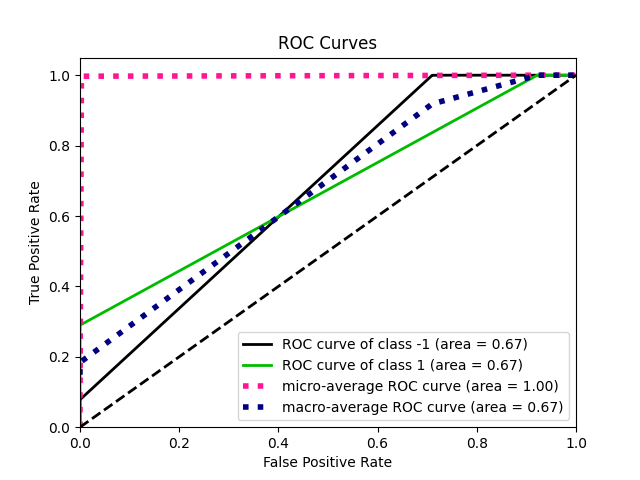 ROC Curves
True Positive Rate
1.0
0.8
0.6
0.4
0.2
0.0
ROC curve of class -1 (area = 0.67)
ROC curve of class 1 (area = 0.67)
micro-average ROC curve (area = 1.00)
macro-average ROC curve (area = 0.67)
0.0 0.2 0.4 0.6 0.8 1.0
False Positive Rate